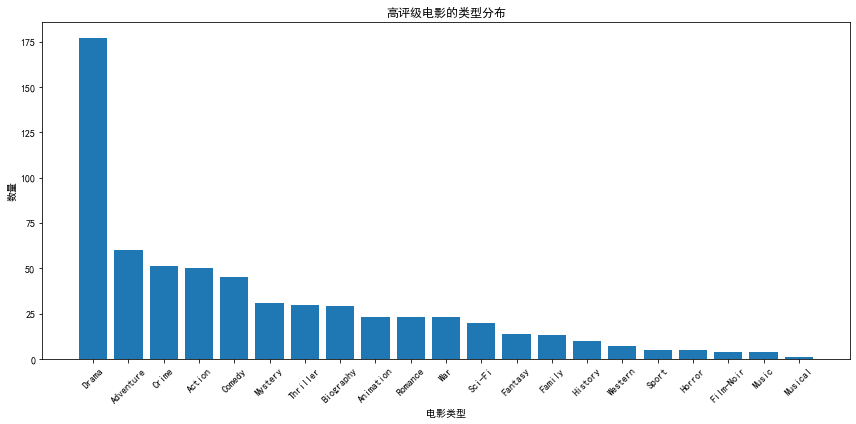 高评级电影的类型分布
数量
175
150
125
100
75
50
25
0
Drama
Adventure
Crime
Action
Comedy
Mystery
Thriller
Biography
Animation
Romance
War
Sci-Fi
Fantasy
Family
History
Western
Sport
Horror
Film-Noir
Music
Musical
电影类型